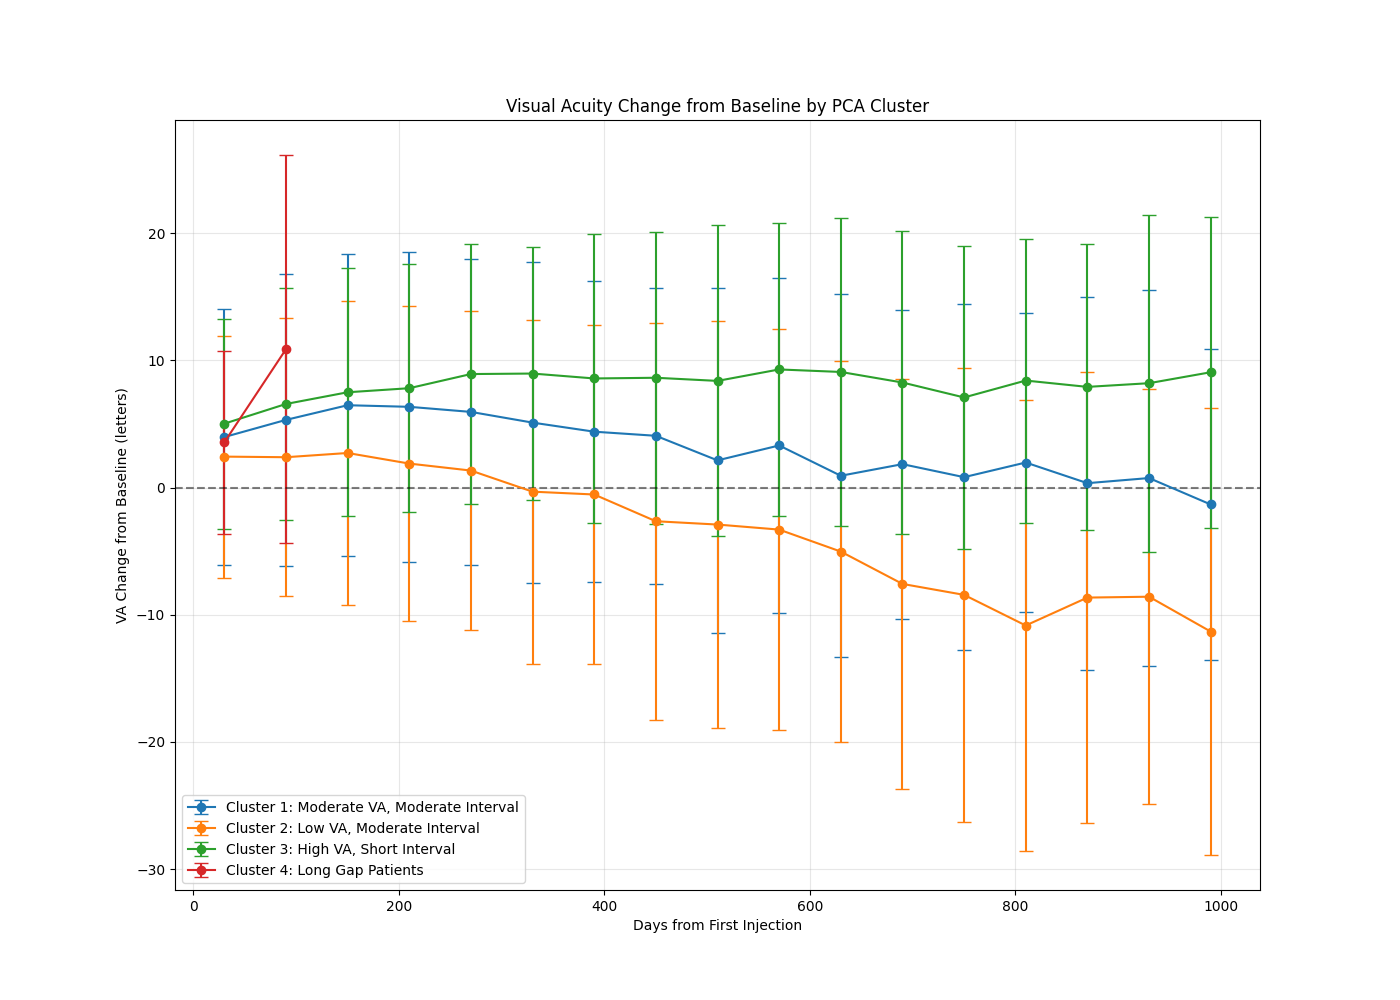 Visual Acuity Change from Baseline by PCA Cluster
VA Change from Baseline (letters)
20
10
0
−10
−20
−30
Cluster 1: Moderate VA, Moderate Interval
Cluster 2: Low VA, Moderate Interval
Cluster 3: High VA, Short Interval
Cluster 4: Long Gap Patients
0 200 400 600 800 1000
Days from First Injection